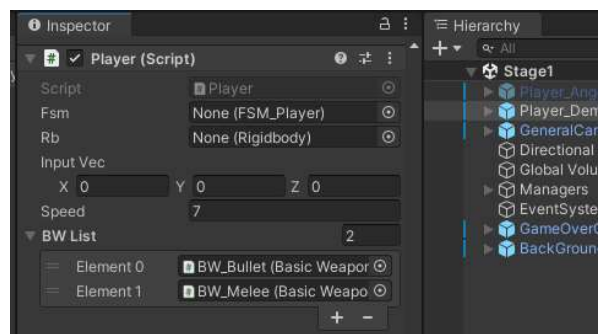 Inspector
Player (Script)
Script Player
Fsm None (FSM_Player)
Rb None (Rigidbody)
Input Vec
X 0 Y 0 Z 0
Speed 7
BW List 2
Element 0 BW_Bullet (Basic Weapor
Element 1 BW_Melee (Basic Weapo
+ -
Hierarchy
+ All
Stage1
Player_Ang
Player_Dem
GeneralCar
Directional
Global Volu
Managers
EventSyste
GameOverC
BackGroun